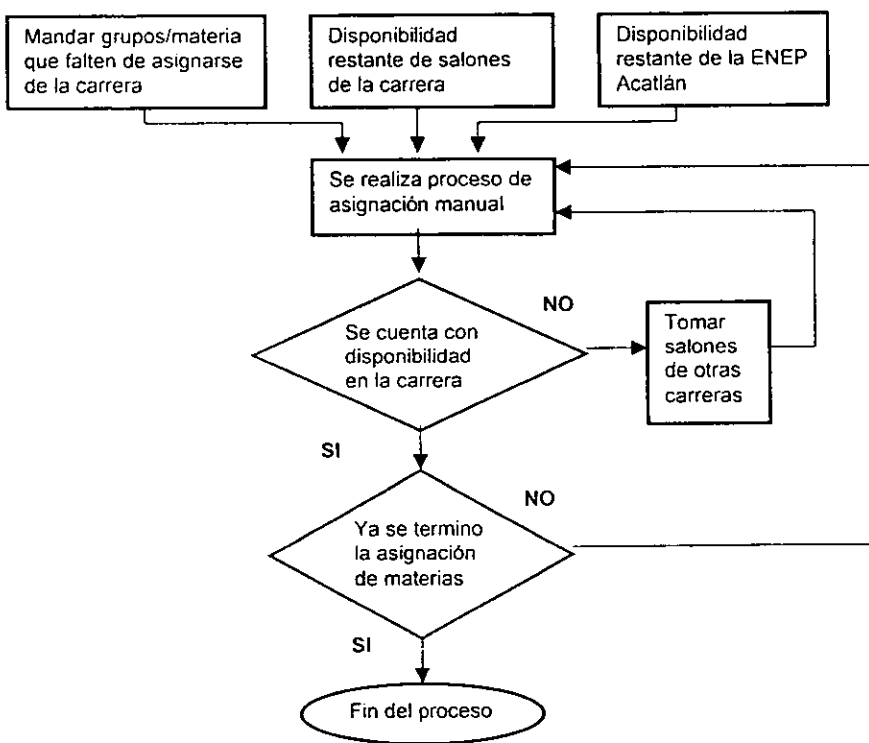 Mandar grupos/materia
que falten de asignarse
de la carrera
Disponibilidad
restante de salones
de la carrera
Disponibilidad
restante de la ENEP
Acatlán
Se realiza proceso de
asignación manual
NO
Se cuenta con
disponibilidad
en la carrera
Tomar
salones
de otras
carreras
SI
NO
Ya se termino
la asignación
de materias
SI
Fin del proceso